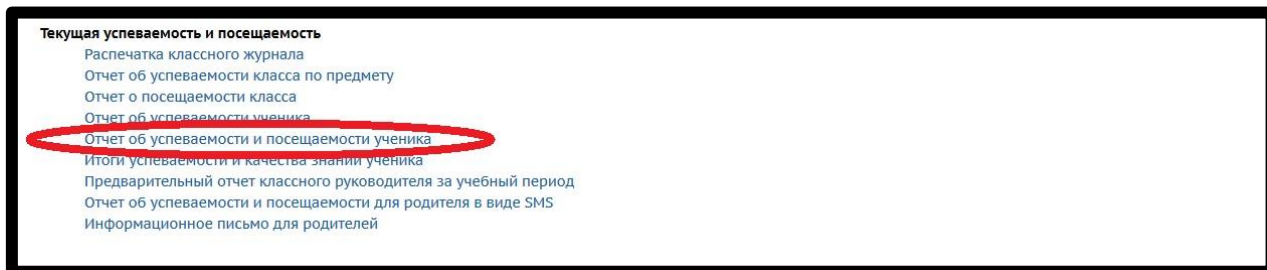 Текущая успеваемость и посещаемость
Распечатка классного журнала
Отчет об успеваемости класса по предмету
Отчет о посещаемости класса
Отчет об успеваемости ученика
Отчет об успеваемости и посещаемости ученика
Итоги успеваемости и качества знаний ученика
Предварительный отчет классного руководителя за учебный период
Отчет об успеваемости и посещаемости для родителя в виде SMS
Информационное письмо для родителей